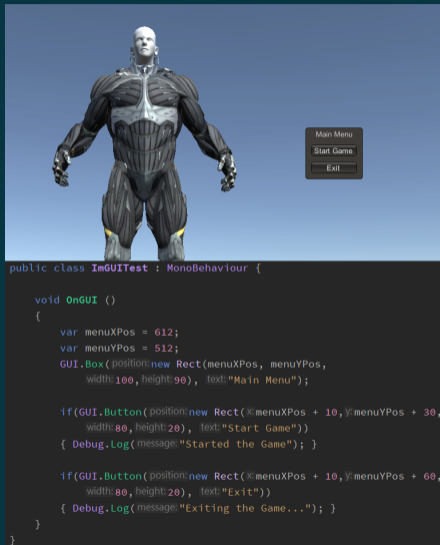 Main Menu
Start Game
Exit
public class ImGUITest : MonoBehaviour {
void OnGUI ()
{
var menuXPos = 612;
var menuYPos = 512;
GUI.Box(position: new Rect(menuXPos, menuYPos,
width: 100, height: 90), text: "Main Menu");
if(GUI.Button(position: new Rect(x: menuXPos + 10, y: menuYPos + 30,
width: 80, height: 20), text: "Start Game"))
{ Debug.Log(message: "Started the Game"); }
if(GUI.Button(position: new Rect(x: menuXPos + 10, y: menuYPos + 60,
width: 80, height: 20), text: "Exit"))
{ Debug.Log(message: "Exiting the Game..."); }
}
}